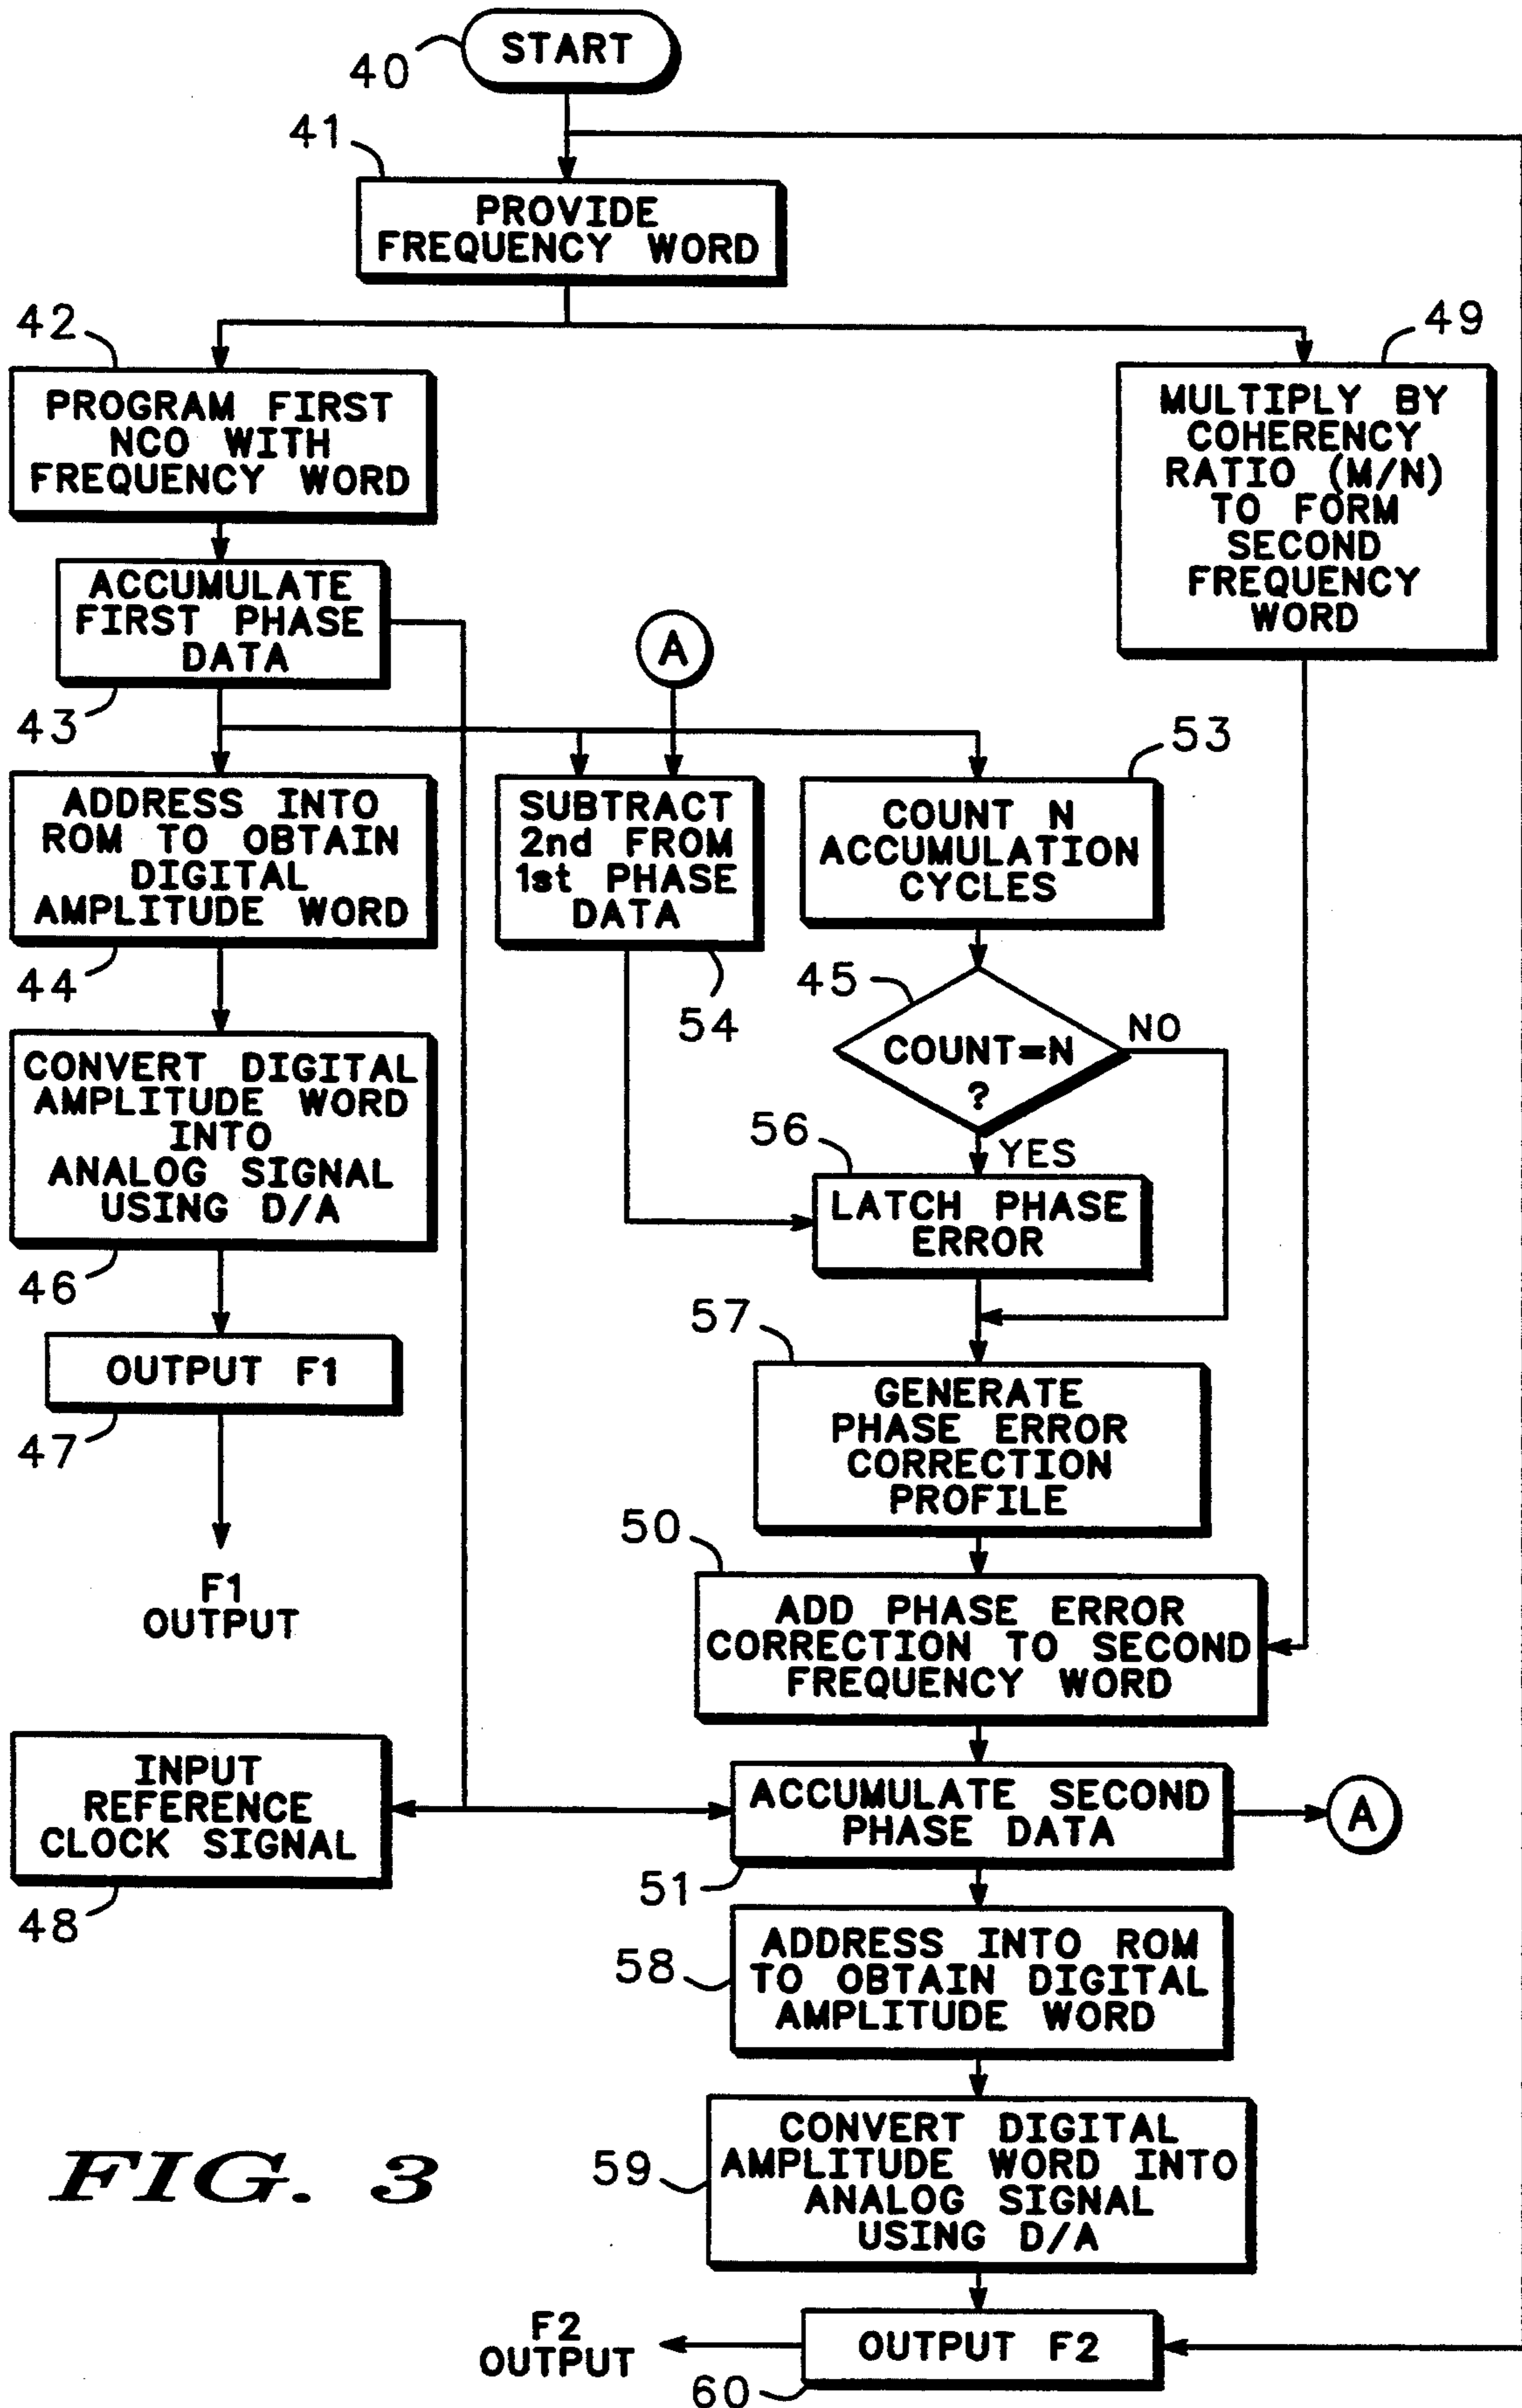 40
START
41
PROVIDE
FREQUENCY WORD
42
PROGRAM FIRST
NCO WITH
FREQUENCY WORD
49
MULTIPLY BY
COHERENCY
RATIO (M/N)
TO FORM
SECOND
FREQUENCY
WORD
ACCUMULATE
FIRST PHASE
DATA
43
A
ADDRESS INTO
ROM TO OBTAIN
DIGITAL
AMPLITUDE WORD
44
SUBTRACT
2nd FROM
1st PHASE
DATA
54
53
COUNT N
ACCUMULATION
CYCLES
45
COUNT=N
?
NO
YES
CONVERT DIGITAL
AMPLITUDE WORD
INTO
ANALOG SIGNAL
USING D/A
46
56
LATCH PHASE
ERROR
OUTPUT F1
47
F1
OUTPUT
57
GENERATE
PHASE ERROR
CORRECTION
PROFILE
50
ADD PHASE ERROR
CORRECTION TO SECOND
FREQUENCY WORD
INPUT
REFERENCE
CLOCK SIGNAL
48
ACCUMULATE SECOND
PHASE DATA
51
A
58
ADDRESS INTO ROM
TO OBTAIN DIGITAL
AMPLITUDE WORD
59
CONVERT DIGITAL
AMPLITUDE WORD INTO
ANALOG SIGNAL
USING D/A
F2
OUTPUT
OUTPUT F2
60
FIG. 3